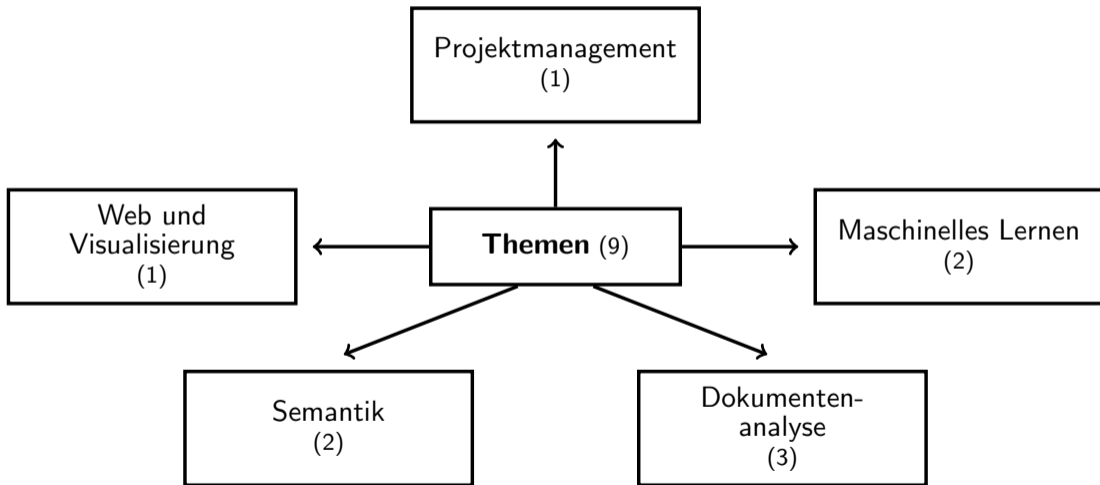 Projektmanagement
(1)
Web und
Visualisierung
(1)
Themen (9)
Maschinelles Lernen
(2)
Semantik
(2)
Dokumenten-
analyse
(3)